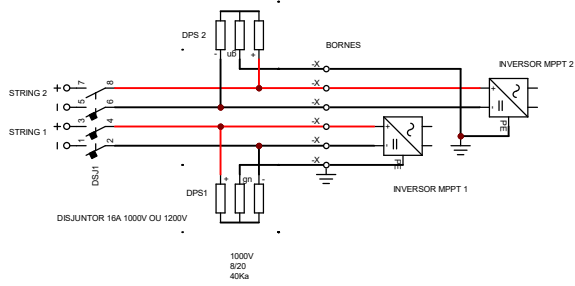 DPS 2
- ub +
BORNES
-X
INVERSOR MPPT 2
STRING 2
+ 7 8
-X
+
I 5 6
-X
-
PE
STRING 1
+ 3 4
-X
+
I 1 2
-X
-
PE
-X
DSJ1
DPS1
+ gn -
INVERSOR MPPT 1
DISJUNTOR 16A 1000V OU 1200V
1000V
8/20
40Ka